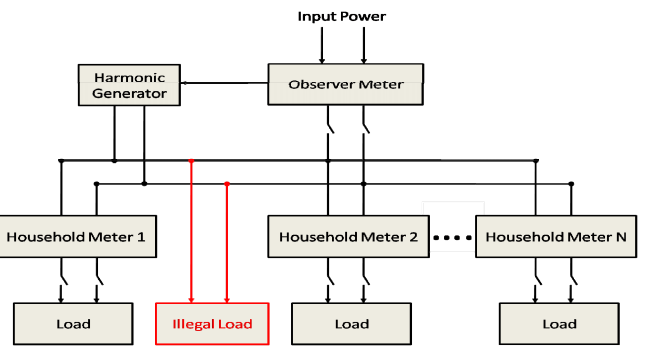 Input Power
Harmonic
Generator
Observer Meter
Household Meter 1
Household Meter 2
Household Meter N
Load
Illegal Load
Load
Load